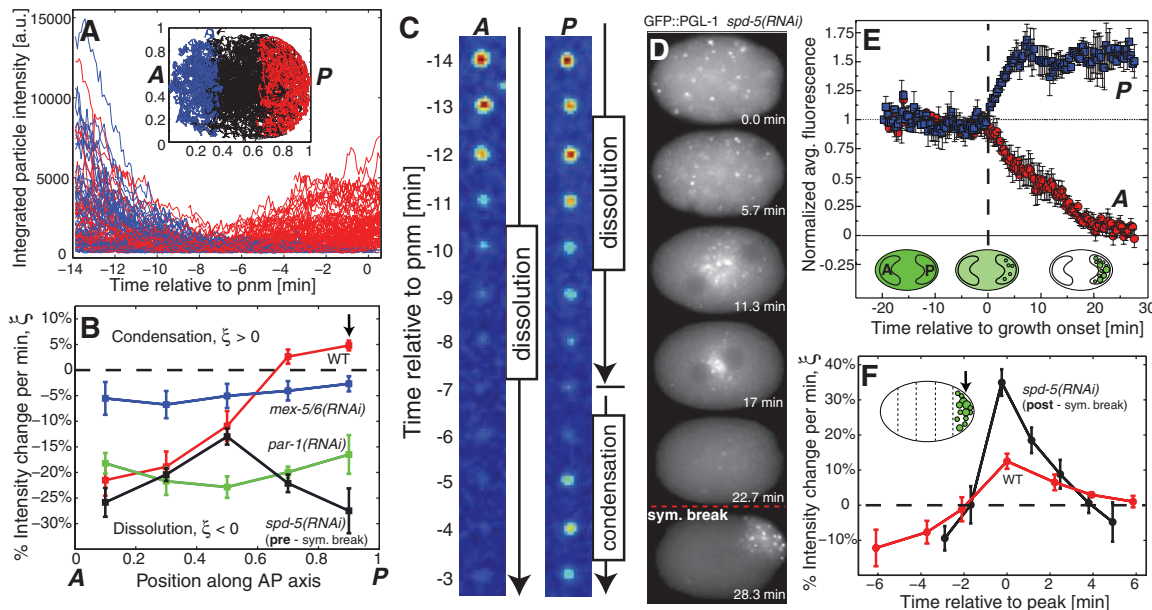 A
Integrated particle intensity [a.u.]
15000
10000
5000
0
−14 −12 −10 −8 −6 −4 −2 0
Time relative to pnm [min]
A
P
1
0.8
0.6
0.4
0.2
0
0.2 0.4 0.6 0.8 1
B
% Intensity change per min, ξ
10%
5%
0
−5%
−10%
−15%
−20%
−25%
−30%
Condensation, ξ > 0
WT
mex-5/6(RNAi)
par-1(RNAi)
Dissolution, ξ < 0
spd-5(RNAi)
(pre - sym. break)
0 0.2 0.4 0.6 0.8 1
A
Position along AP axis
P
C
A
P
Time relative to pnm [min]
-14
-13
-12
-11
-10
-9
-8
-7
-6
-5
-4
-3
dissolution
dissolution
condensation
GFP::PGL-1 spd-5(RNAi)
D
0.0 min
5.7 min
11.3 min
17 min
22.7 min
sym. break
28.3 min
E
Normalized avg. fluorescence
1.5
1.25
1
0.75
0.5
0.25
0
-0.25
P
A
A
P
-20 -10 0 10 20 30
Time relative to growth onset [min]
F
% Intensity change per min, ξ
40%
30%
20%
10%
0
−10%
spd-5(RNAi)
(post - sym. break)
WT
−6 −4 −2 0 2 4 6
Time relative to peak [min]